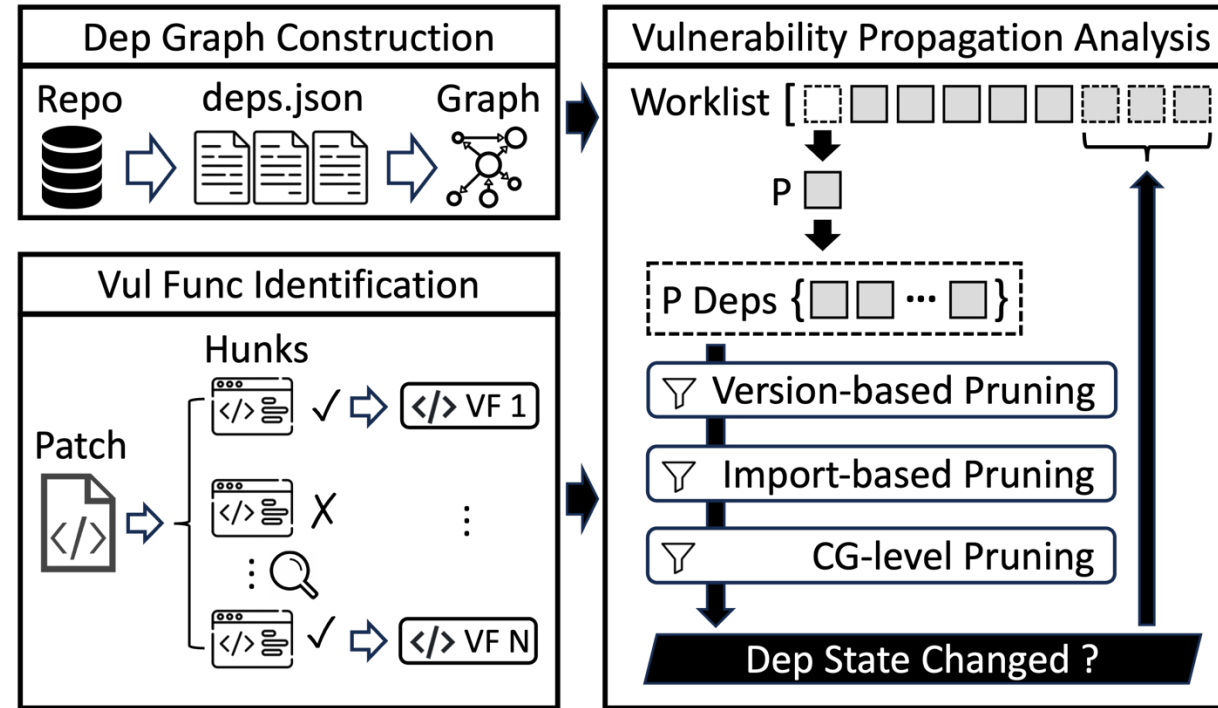 Dep Graph Construction
Repo deps.json Graph
Vul Func Identification
Hunks
Patch
</> </> VF 1
</> </> ✗
</> </> VF N
Vulnerability Propagation Analysis
Worklist [
P
P Deps { ... }
Version-based Pruning
Import-based Pruning
CG-level Pruning
Dep State Changed ?